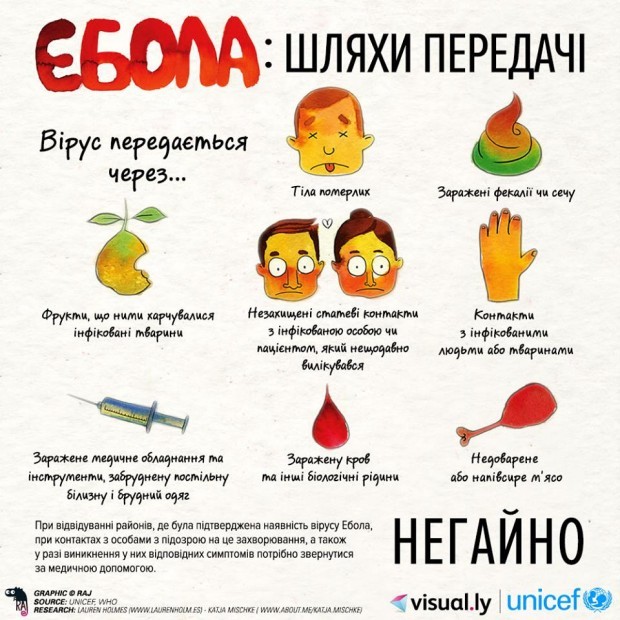 ЄБОЛА: ШЛЯХИ ПЕРЕДАЧІ
Вірус передається
через...
Тіла померлих
Заражені фекалії чи сечу
Фрукти, що ними харчувалися
інфіковані тварини
Незахищені статеві контакти
з інфікованою особою чи
пацієнтом, який нещодавно
вилікувався
Контакти
з інфікованими
людьми або тваринами
Заражене медичне обладнання та
інструменти, забруднену постільну
білизну і брудний одяг
Заражену кров
та інші біологічні рідини
Недоварене
або напівсире м'ясо
При відвідуванні районів, де була підтверджена наявність вірусу Ебола,
при контактах з особами з підозрою на це захворювання, а також
у разі виникнення у них відповідних симптомів потрібно звернутися
за медичною допомогою.
НЕГАЙНО
RAJ
GRAPHIC © RAJ
SOURCE: UNICEF, WHO
RESEARCH: LAUREN HOLMES (WWW.LAURENHOLM.ES) - KATJA MISCHKE ( WWW.ABOUT.ME/KATJA.MISCHKE)
visual.ly
unicef